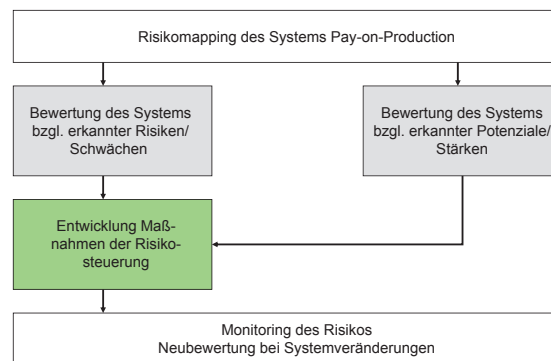 Risikomapping des Systems Pay-on-Production
Bewertung des Systems
bzgl. erkannter Risiken/
Schwächen
Bewertung des Systems
bzgl. erkannter Potenziale/
Stärken
Entwicklung Maß-
nahmen der Risiko-
steuerung
Monitoring des Risikos
Neubewertung bei Systemveränderungen